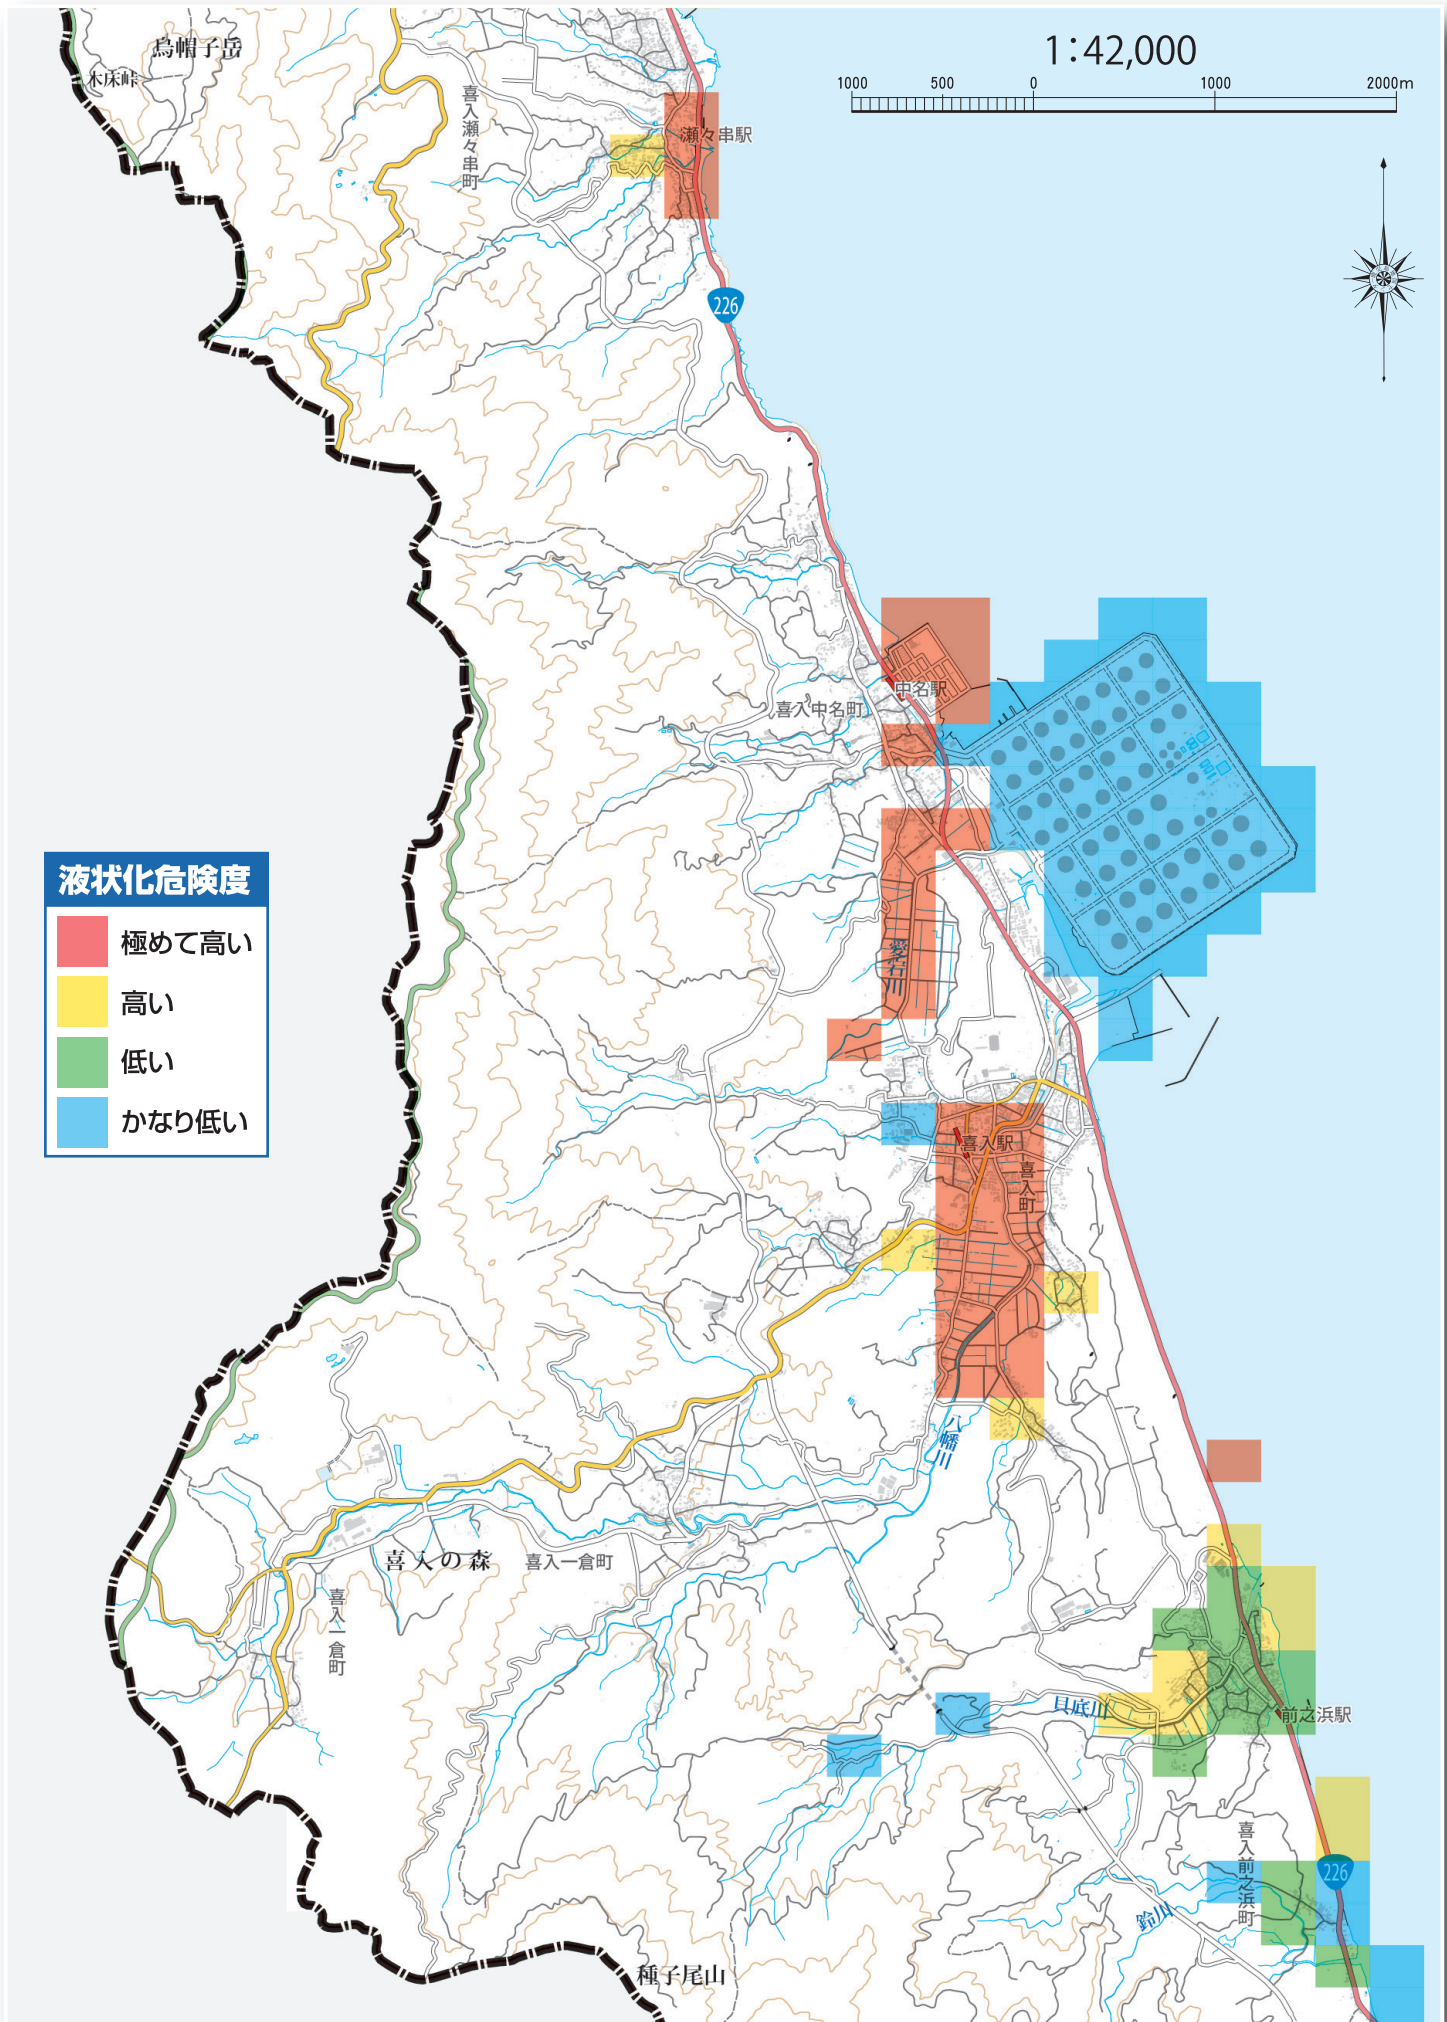 1:42,000
1000 500 0 1000 2000m
烏帽子岳
木床峠
喜入瀬々串町
瀬々串駅
226
中名駅
喜入中名町
液状化危険度
極めて高い
高い
低い
かなり低い
愛宕川
喜入駅
喜入町
八幡川
喜入の森
喜入一倉町
喜入一倉町
貝底川
前之浜駅
喜入前之浜町
226
鈴川
種子尾山